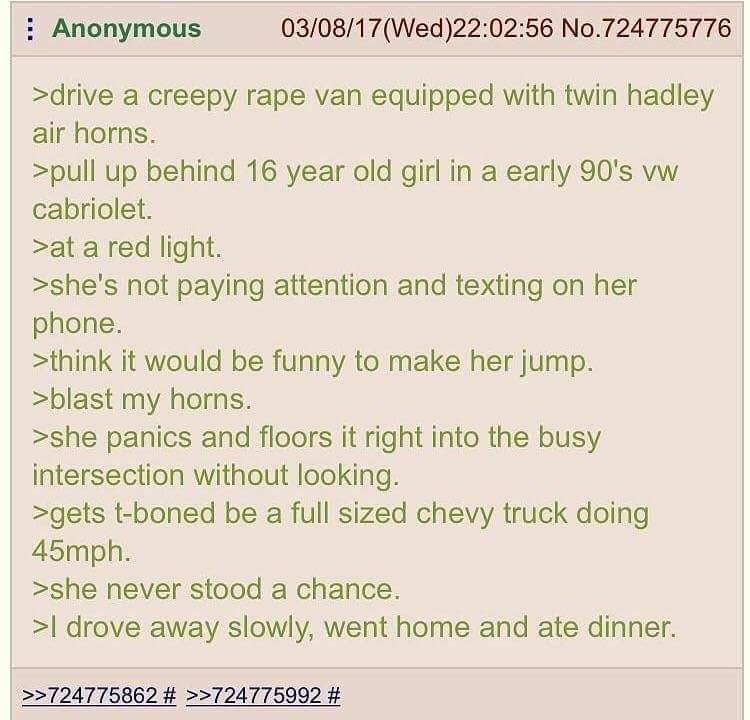 Anonymous 03/08/17(Wed)22:02:56 No.724775776
>drive a creepy rape van equipped with twin hadley
air horns.
>pull up behind 16 year old girl in a early 90's vw
cabriolet.
>at a red light.
>she's not paying attention and texting on her
phone.
>think it would be funny to make her jump.
>blast my horns.
>she panics and floors it right into the busy
intersection without looking.
>gets t-boned be a full sized chevy truck doing
45mph.
>she never stood a chance.
>I drove away slowly, went home and ate dinner.
>>724775862 # >>724775992 #